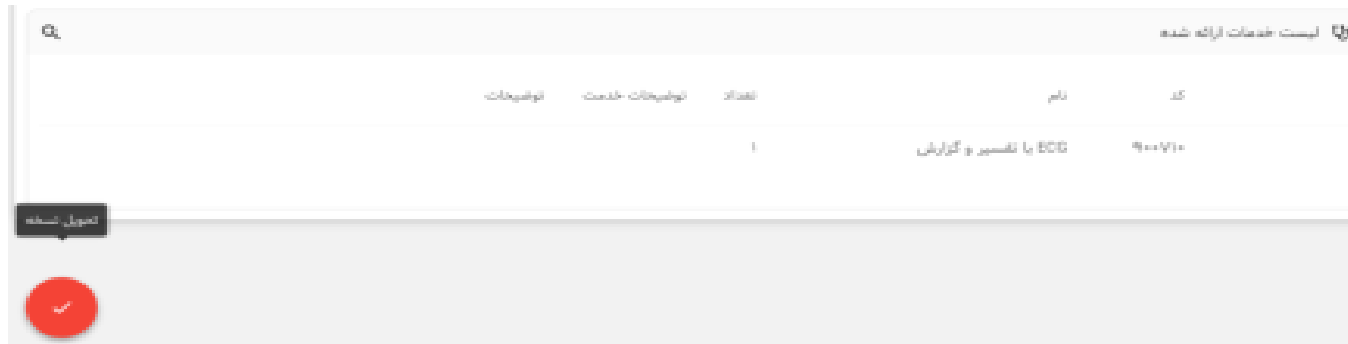 لیست خدمات ارائه شده
کد نام تعداد توضیحات خدمت توضیحات
۹۰۰۷۱۰ ECG با تفسیر و گزارش ۱
تحویل نسخه